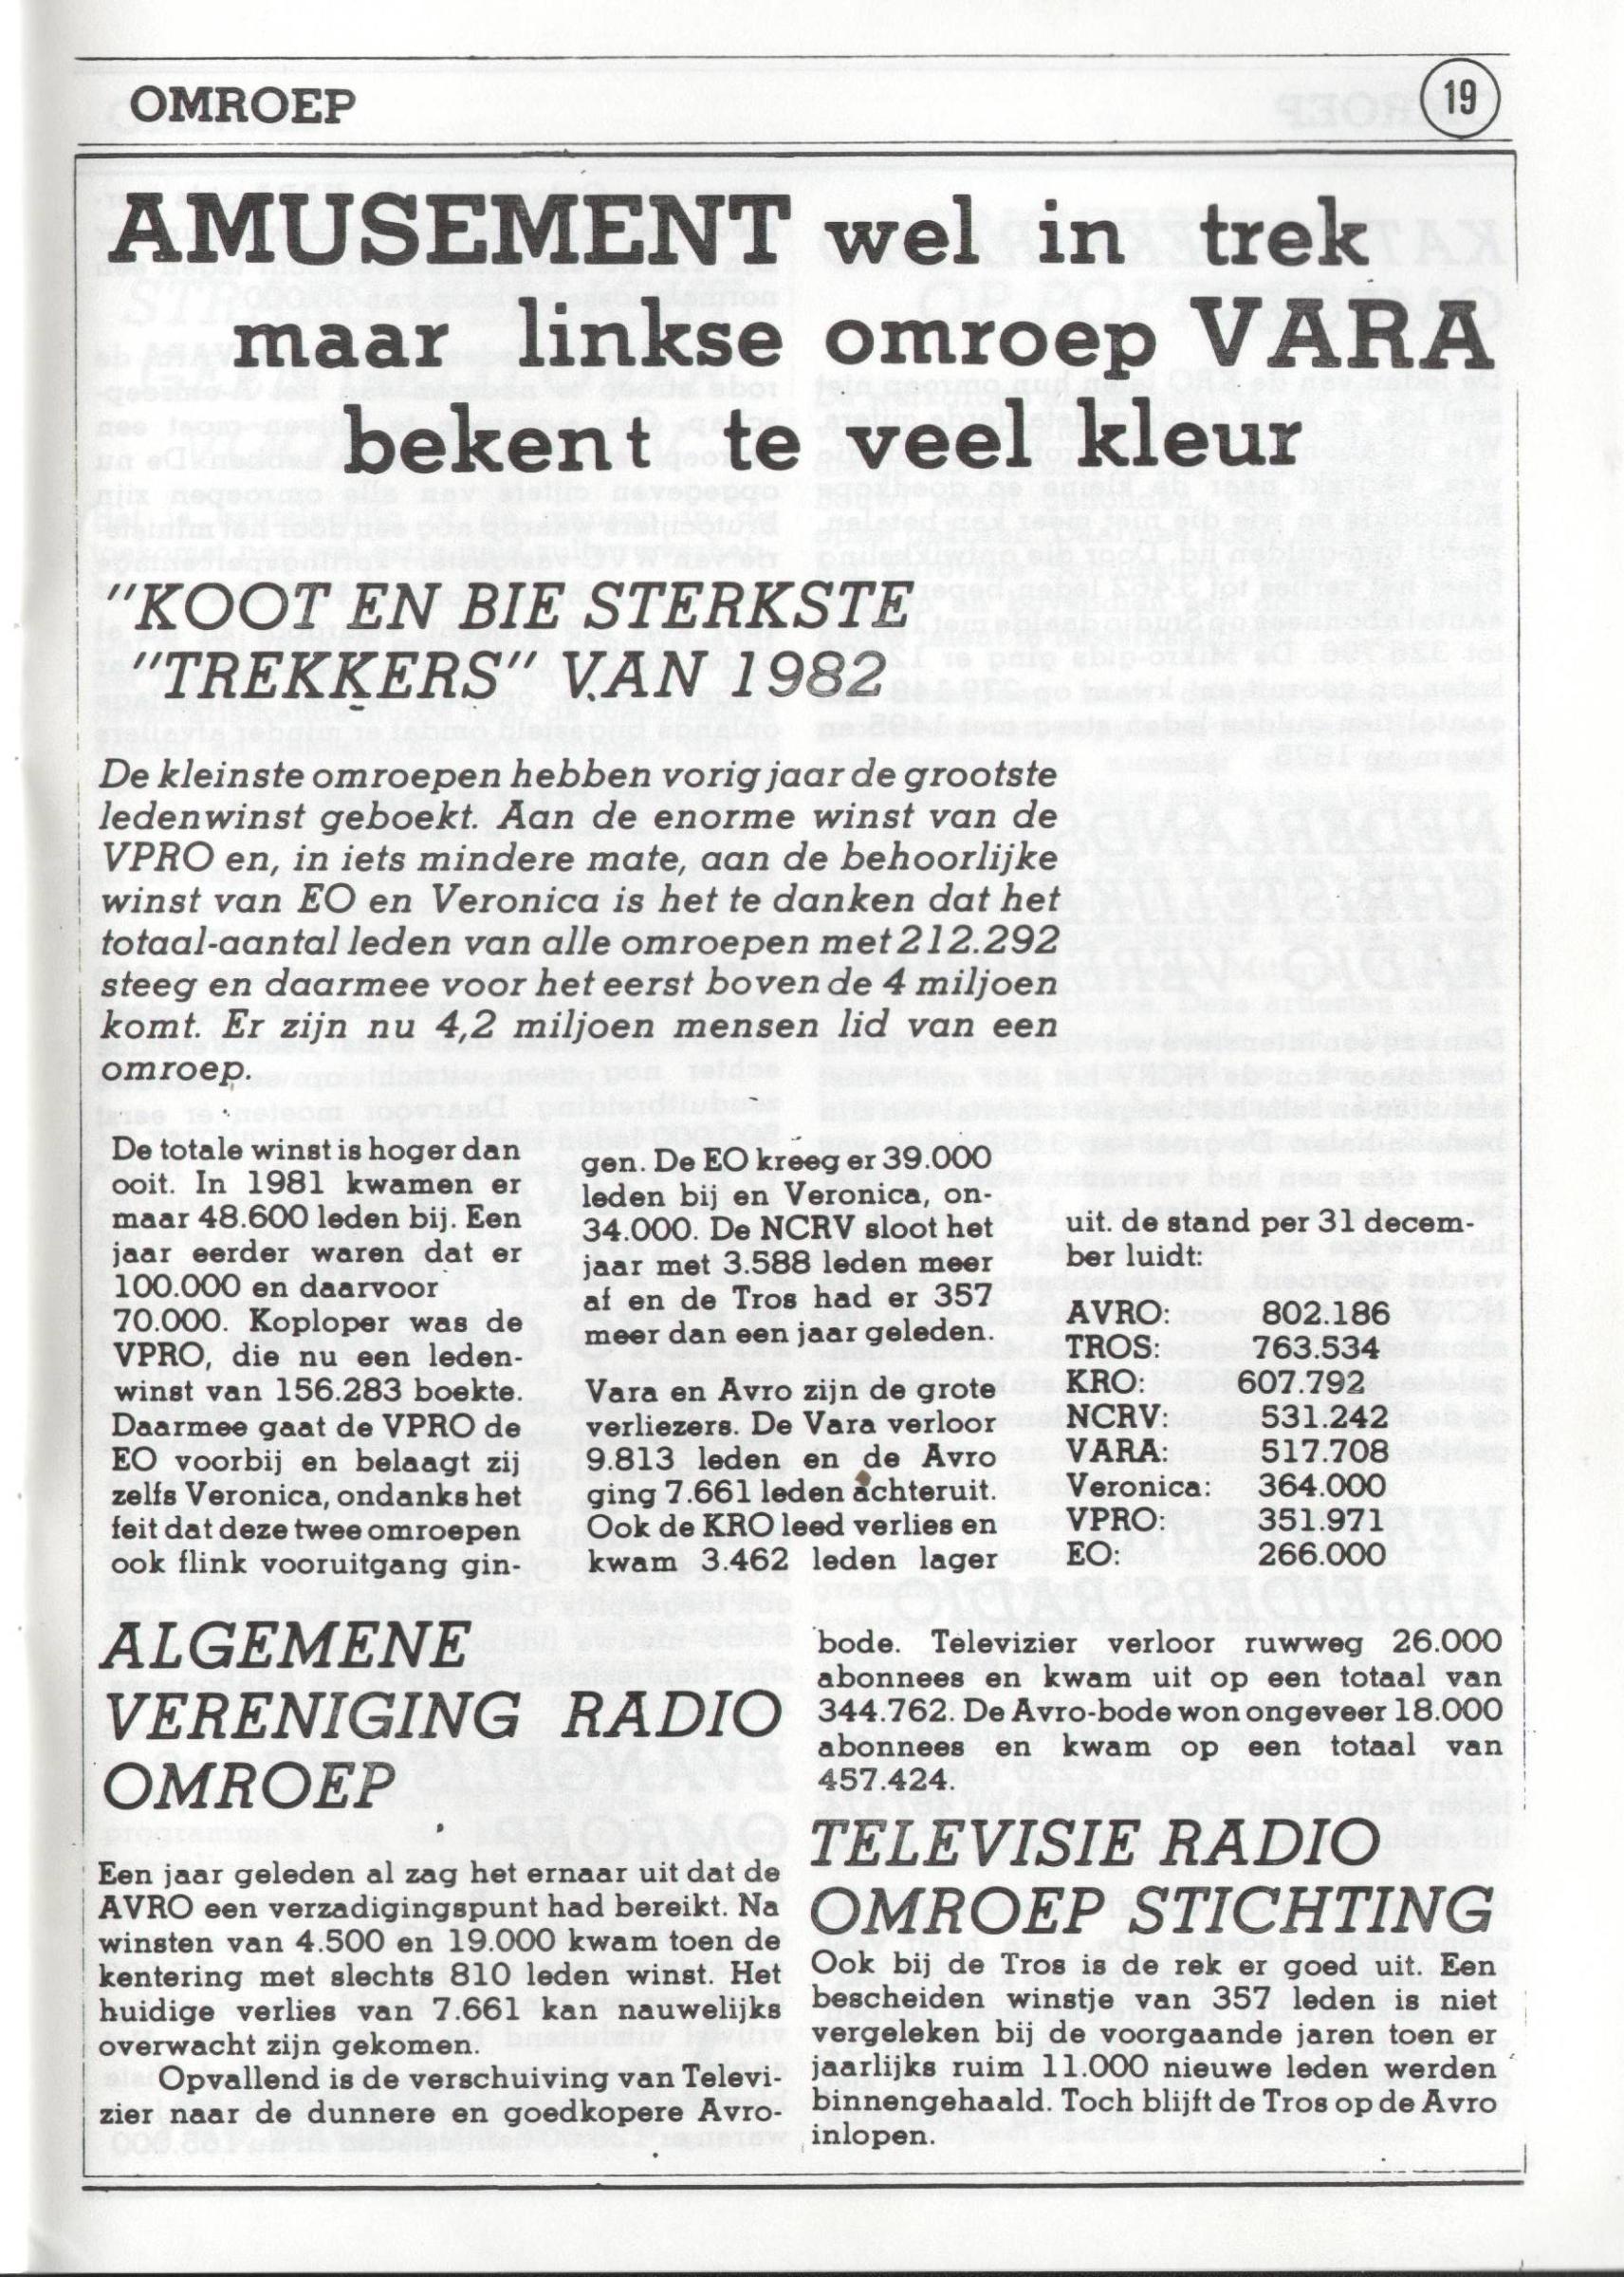 OMROEP
19
AMUSEMENT wel in trek
maar linkse omroep VARA
bekent te veel kleur
"KOOT EN BIE STERKSTE
"TREKKERS" VAN 1982
De kleinste omroepen hebben vorig jaar de grootste
ledenwinst geboekt. Aan de enorme winst van de
VPRO en, in iets mindere mate, aan de behoorlijke
winst van EO en Veronica is het te danken dat het
totaal-aantal leden van alle omroepen met 212.292
steeg en daarmee voor het eerst boven de 4 miljoen
komt. Er zijn nu 4,2 miljoen mensen lid van een
omroep.
De totale winst is hoger dan
ooit. In 1981 kwamen er
maar 48.600 leden bij. Een
jaar eerder waren dat er
100.000 en daarvoor
70.000. Koploper was de
VPRO, die nu een leden-
winst van 156.283 boekte.
Daarmee gaat de VPRO de
EO voorbij en belaagt zij
zelfs Veronica, ondanks het
feit dat deze twee omroepen
ook flink vooruitgang gin-
gen. De EO kreeg er 39.000
leden bij en Veronica, on-
34.000. De NCRV sloot het
jaar met 3.588 leden meer
af en de Tros had er 357
meer dan een jaar geleden.
Vara en Avro zijn de grote
verliezers. De Vara verloor
9.813 leden en de Avro
ging 7.661 leden achteruit.
Ook de KRO leed verlies en
kwam 3.462 leden lager
uit. de stand per 31 decem-
ber luidt:
AVRO: 802.186
TROS: 763.534
KRO: 607.792
NCRV: 531.242
VARA: 517.708
Veronica: 364.000
VPRO: 351.971
EO: 266.000
ALGEMENE
VERENIGING RADIO
OMROEP
Een jaar geleden al zag het ernaar uit dat de
AVRO een verzadigingspunt had bereikt. Na
winsten van 4.500 en 19.000 kwam toen de
kentering met slechts 810 leden winst. Het
huidige verlies van 7.661 kan nauwelijks
overwacht zijn gekomen.
Opvallend is de verschuiving van Televi-
zier naar de dunnere en goedkopere Avro-
bode. Televizier verloor ruwweg 26.000
abonnees en kwam uit op een totaal van
344.762. De Avro-bode won ongeveer 18.000
abonnees en kwam op een totaal van
457.424.
TELEVISIE RADIO
OMROEP STICHTING
Ook bij de Tros is de rek er goed uit. Een
bescheiden winstje van 357 leden is niet
vergeleken bij de voorgaande jaren toen er
jaarlijks ruim 11.000 nieuwe leden werden
binnengehaald. Toch blijft de Tros op de Avro
inlopen.